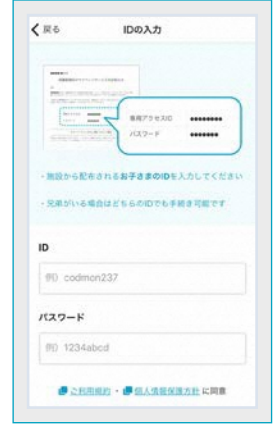 戻る
IDの入力
専用アクセスID ●●●●●●●●
パスワード ●●●●●●●
・施設から配布されるお子さまのIDを入力してください
・兄弟がいる場合はどちらのIDでも手続き可能です
ID
例）codmon237
パスワード
例）1234abcd
ご利用規約 ・ 個人情報保護方針 に同意